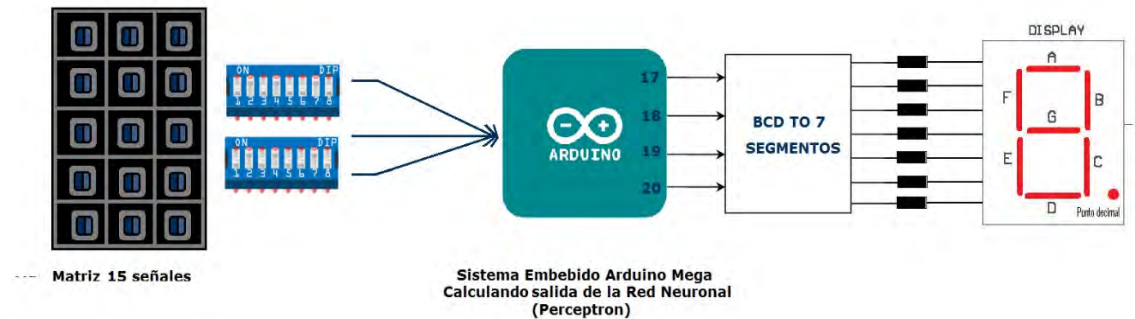 ON DIP
1 2 3 4 5 6 7 8
ON DIP
1 2 3 4 5 6 7 8
ARDUINO
17
18
19
20
BCD TO 7
SEGMENTOS
DISPLAY
A
F
B
G
E
C
D
Punto decimal
Matriz 15 señales
Sistema Embebido Arduino Mega
Calculando salida de la Red Neuronal
(Perceptron)